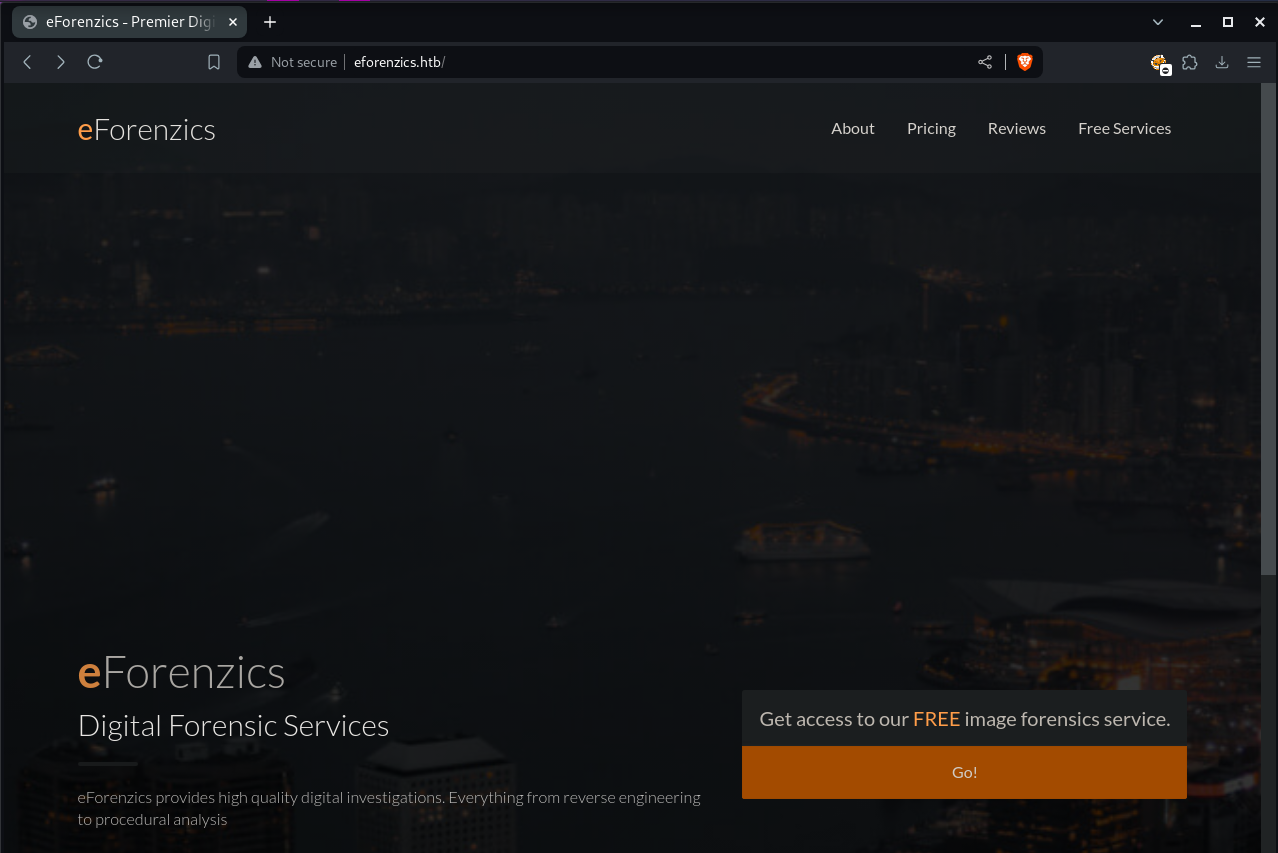 eForenzics - Premier Digi
Not secure
eforenzics.htb/
eForenzics
About
Pricing
Reviews
Free Services
eForenzics
Digital Forensic Services
eForenzics provides high quality digital investigations. Everything from reverse engineering
to procedural analysis
Get access to our FREE image forensics service.
Go!